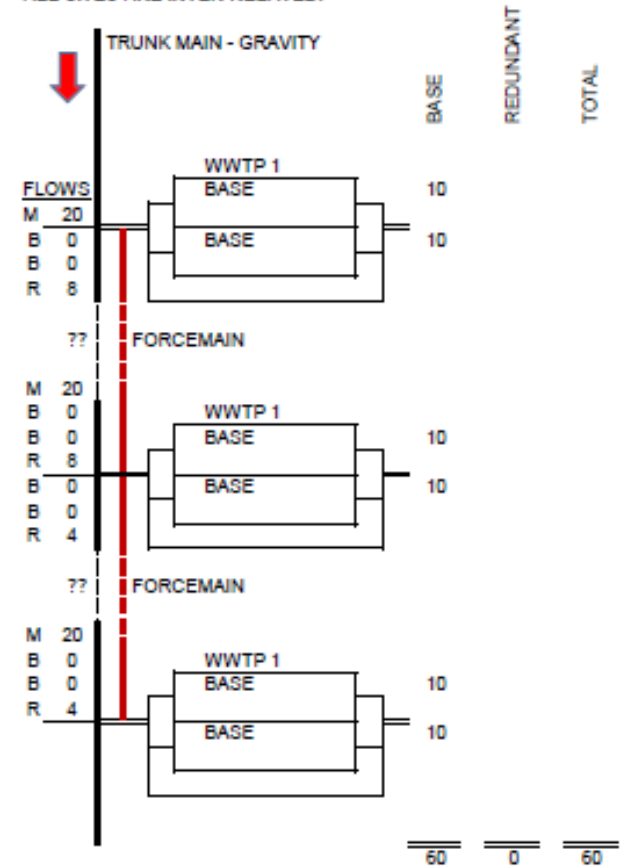 TRUNK MAIN - GRAVITY
BASE
REDUNDANT
TOTAL
WWTP 1
FLOWS BASE 10
M 20
B 0 BASE 10
B 0
R 8
?? FORCEMAIN
M 20
B 0 WWTP 1
B 0 BASE 10
R 8
B 0 BASE 10
B 0
R 4
?? FORCEMAIN
M 20
B 0 WWTP 1
B 0 BASE 10
R 4
BASE 10
60 0 60